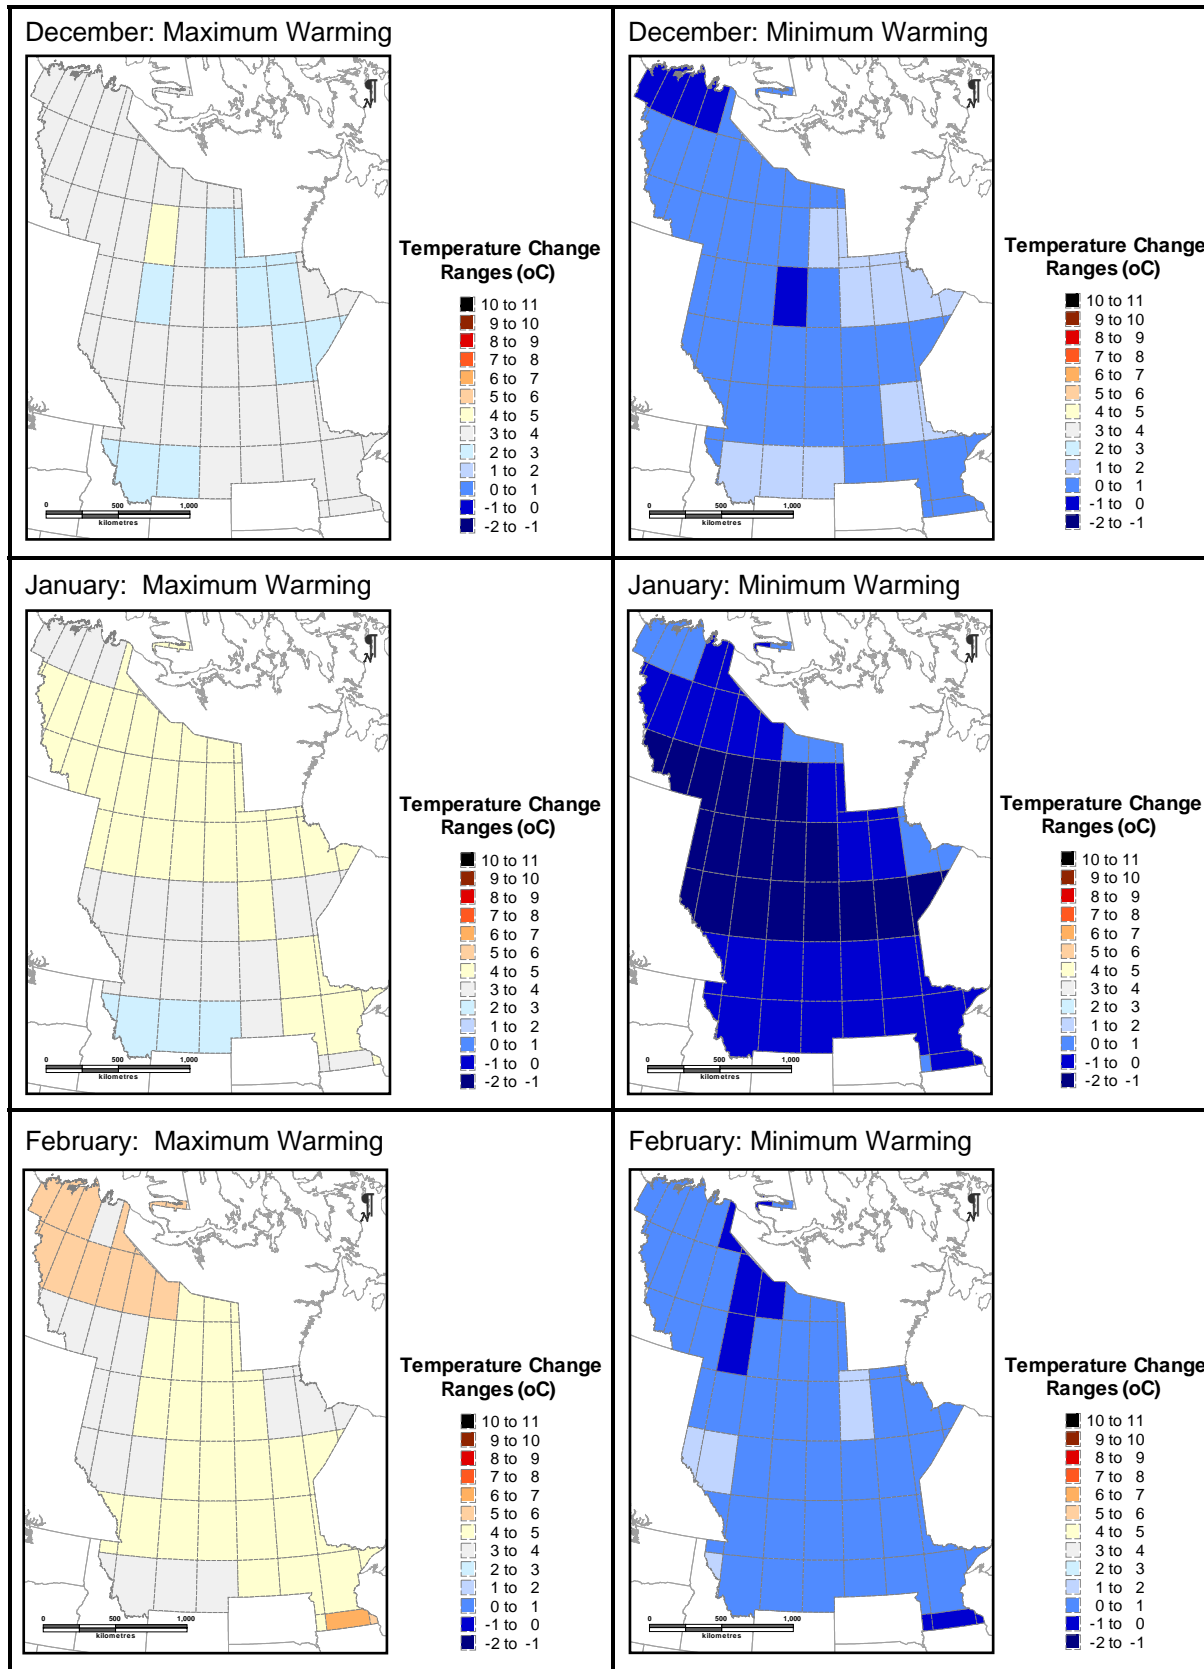 December: Maximum Warming
Temperature Change
Ranges (oC)
10 to 11
9 to 10
8 to 9
7 to 8
6 to 7
5 to 6
4 to 5
3 to 4
2 to 3
1 to 2
0 to 1
-1 to 0
-2 to -1
0 500 1,000
kilometres
N
December: Minimum Warming
Temperature Change
Ranges (oC)
10 to 11
9 to 10
8 to 9
7 to 8
6 to 7
5 to 6
4 to 5
3 to 4
2 to 3
1 to 2
0 to 1
-1 to 0
-2 to -1
0 500 1,000
kilometres
N
January: Maximum Warming
Temperature Change
Ranges (oC)
10 to 11
9 to 10
8 to 9
7 to 8
6 to 7
5 to 6
4 to 5
3 to 4
2 to 3
1 to 2
0 to 1
-1 to 0
-2 to -1
0 500 1,000
kilometres
N
January: Minimum Warming
Temperature Change
Ranges (oC)
10 to 11
9 to 10
8 to 9
7 to 8
6 to 7
5 to 6
4 to 5
3 to 4
2 to 3
1 to 2
0 to 1
-1 to 0
-2 to -1
0 500 1,000
kilometres
N
February: Maximum Warming
Temperature Change
Ranges (oC)
10 to 11
9 to 10
8 to 9
7 to 8
6 to 7
5 to 6
4 to 5
3 to 4
2 to 3
1 to 2
0 to 1
-1 to 0
-2 to -1
0 500 1,000
kilometres
N
February: Minimum Warming
Temperature Change
Ranges (oC)
10 to 11
9 to 10
8 to 9
7 to 8
6 to 7
5 to 6
4 to 5
3 to 4
2 to 3
1 to 2
0 to 1
-1 to 0
-2 to -1
0 500 1,000
kilometres
N